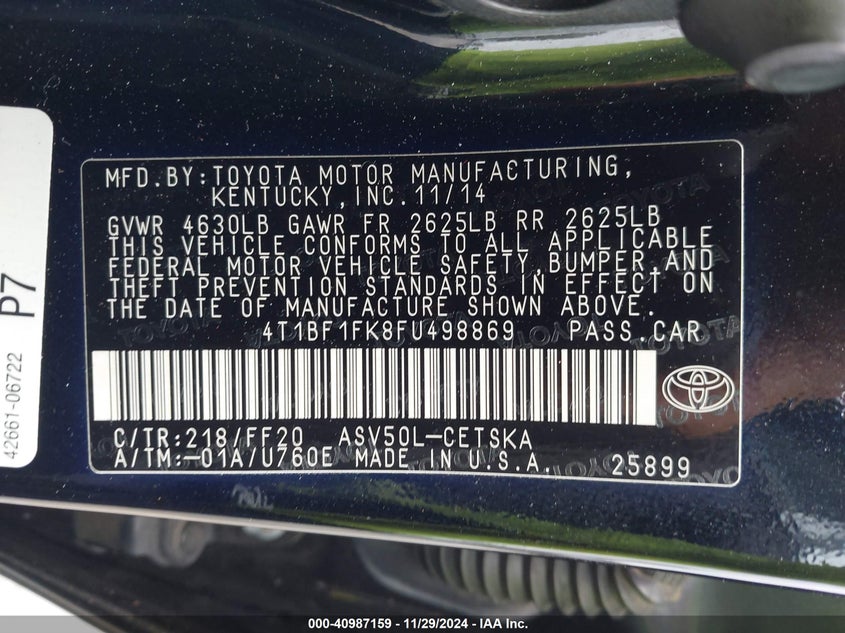 MFD.BY:TOYOTA MOTOR MANUFACTURING,
KENTUCKY,INC.11/14
GVWR 4630LB GAWR FR 2625LB RR 2625LB
THIS VEHICLE CONFORMS TO ALL APPLICABLE
FEDERAL MOTOR VEHICLE SAFETY,BUMPER,AND
THEFT PREVENTION STANDARDS IN EFFECT ON
THE DATE OF MANUFACTURE SHOWN ABOVE.
4T1BF1FK8FU498869 PASS CAR
C/TR:218/FF20 ASV50L-CETSKA
A/TM:-01A/U760E MADE IN U.S.A. 25899
P7
42661-06722
000-40987159 - 11/29/2024 - IAA Inc.